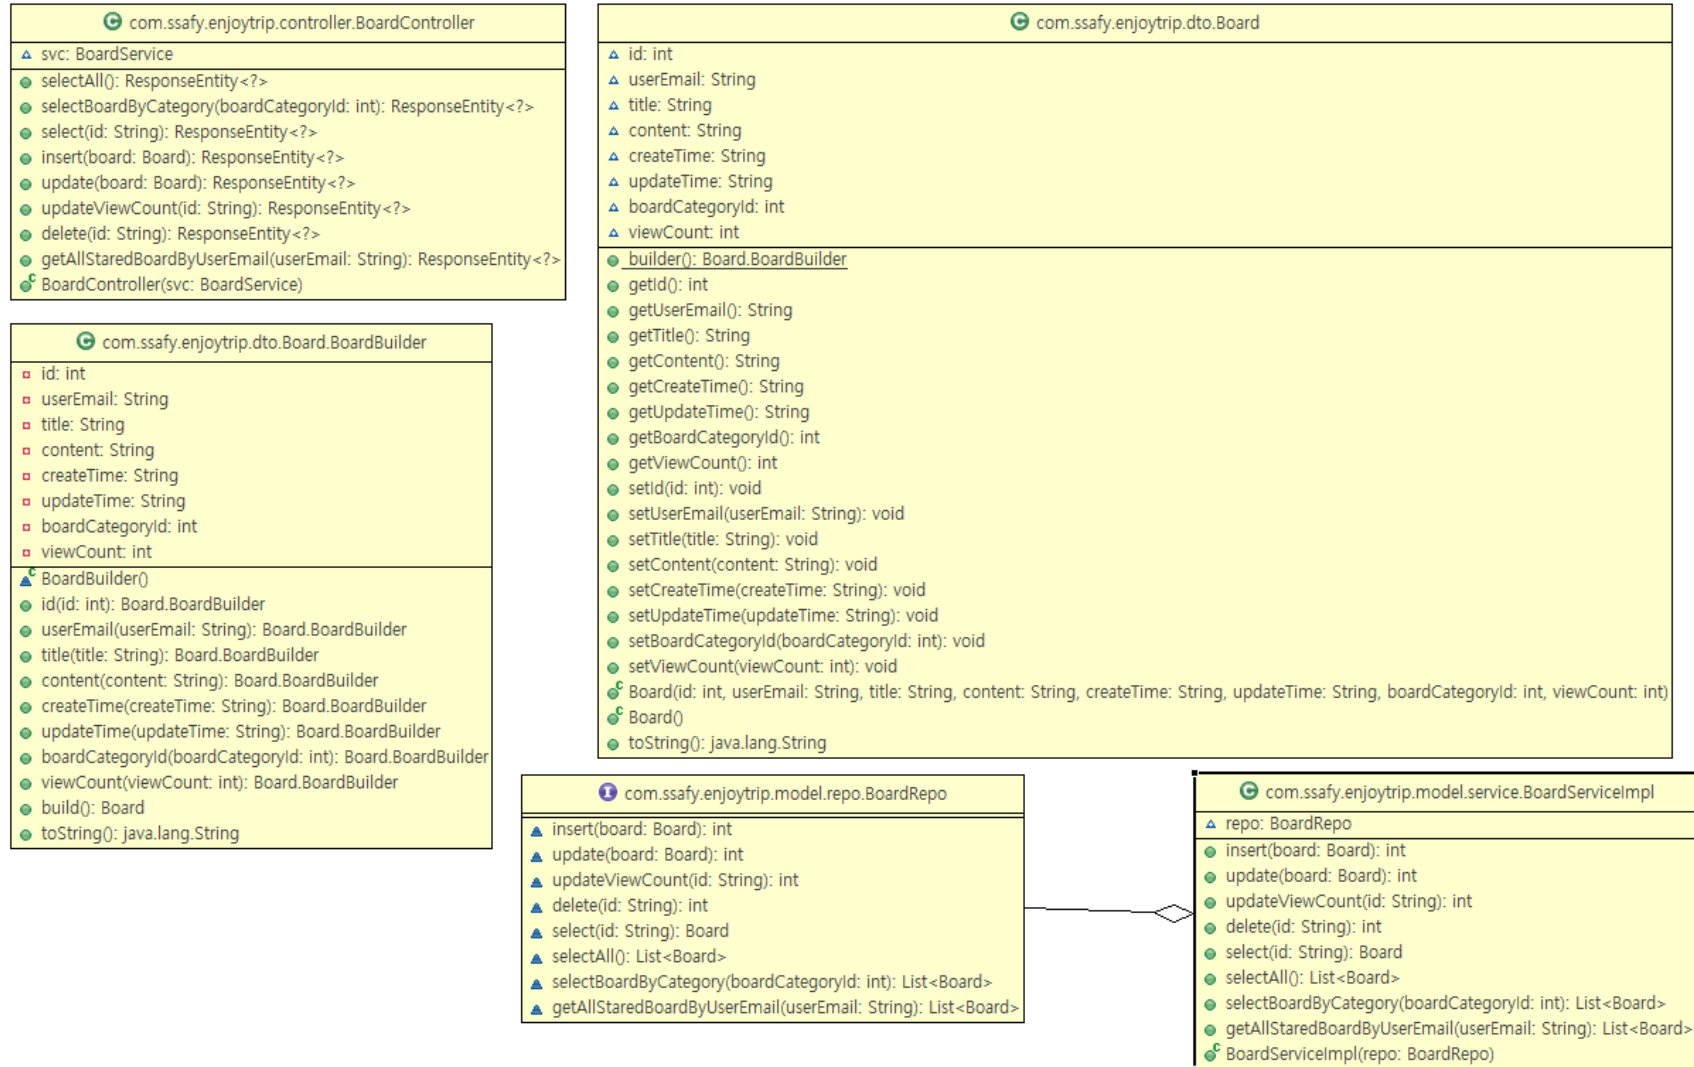 com.ssafy.enjoytrip.controller.BoardController
svc: BoardService
selectAll(): ResponseEntity<?>
selectBoardByCategory(boardCategoryId: int): ResponseEntity<?>
select(id: String): ResponseEntity<?>
insert(board: Board): ResponseEntity<?>
update(board: Board): ResponseEntity<?>
updateViewCount(id: String): ResponseEntity<?>
delete(id: String): ResponseEntity<?>
getAllStaredBoardByUserEmail(userEmail: String): ResponseEntity<?>
BoardController(svc: BoardService)
com.ssafy.enjoytrip.dto.Board
id: int
userEmail: String
title: String
content: String
createTime: String
updateTime: String
boardCategoryId: int
viewCount: int
builder(): Board.BoardBuilder
getId(): int
getUserEmail(): String
getTitle(): String
getContent(): String
getCreateTime(): String
getUpdateTime(): String
getBoardCategoryId(): int
getViewCount(): int
setId(id: int): void
setUserEmail(userEmail: String): void
setTitle(title: String): void
setContent(content: String): void
setCreateTime(createTime: String): void
setUpdateTime(updateTime: String): void
setBoardCategoryId(boardCategoryId: int): void
setViewCount(viewCount: int): void
Board(id: int, userEmail: String, title: String, content: String, createTime: String, updateTime: String, boardCategoryId: int, viewCount: int)
Board()
toString(): java.lang.String
com.ssafy.enjoytrip.dto.Board.BoardBuilder
id: int
userEmail: String
title: String
content: String
createTime: String
updateTime: String
boardCategoryId: int
viewCount: int
BoardBuilder()
id(id: int): Board.BoardBuilder
userEmail(userEmail: String): Board.BoardBuilder
title(title: String): Board.BoardBuilder
content(content: String): Board.BoardBuilder
createTime(createTime: String): Board.BoardBuilder
updateTime(updateTime: String): Board.BoardBuilder
boardCategoryId(boardCategoryId: int): Board.BoardBuilder
viewCount(viewCount: int): Board.BoardBuilder
build(): Board
toString(): java.lang.String
com.ssafy.enjoytrip.model.repo.BoardRepo
insert(board: Board): int
update(board: Board): int
updateViewCount(id: String): int
delete(id: String): int
select(id: String): Board
selectAll(): List<Board>
selectBoardByCategory(boardCategoryId: int): List<Board>
getAllStaredBoardByUserEmail(userEmail: String): List<Board>
com.ssafy.enjoytrip.model.service.BoardServiceImpl
repo: BoardRepo
insert(board: Board): int
update(board: Board): int
updateViewCount(id: String): int
delete(id: String): int
select(id: String): Board
selectAll(): List<Board>
selectBoardByCategory(boardCategoryId: int): List<Board>
getAllStaredBoardByUserEmail(userEmail: String): List<Board>
BoardServiceImpl(repo: BoardRepo)